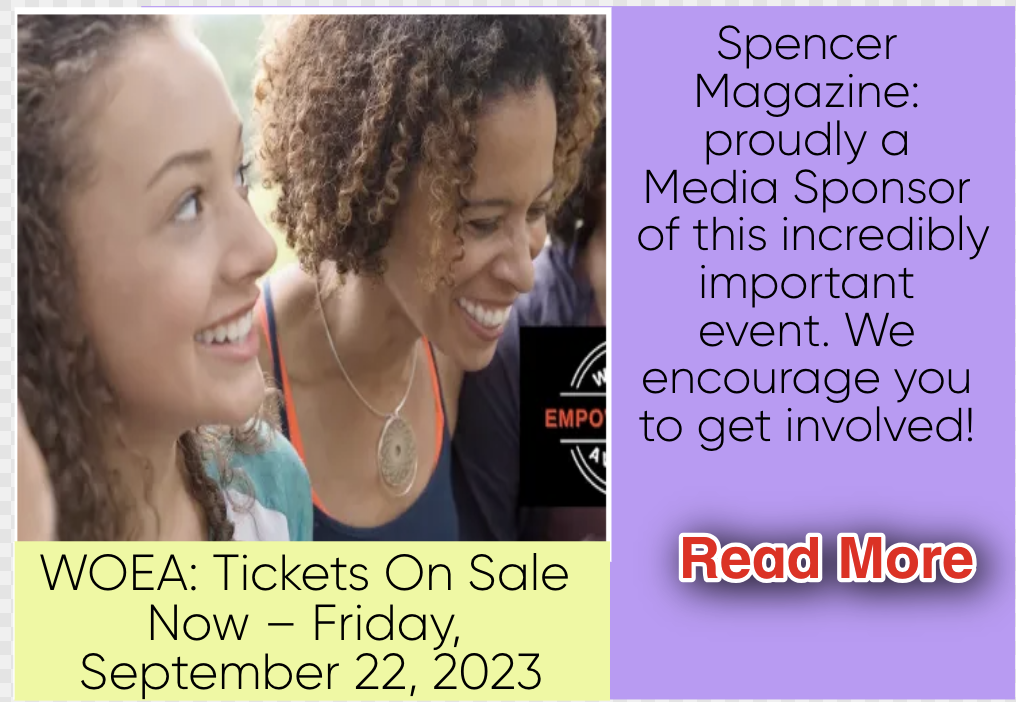 WOEA: Tickets On Sale
Now – Friday,
September 22, 2023
Spencer
Magazine:
proudly a
Media Sponsor
of this incredibly
important
event. We
encourage you
to get involved!
Read More